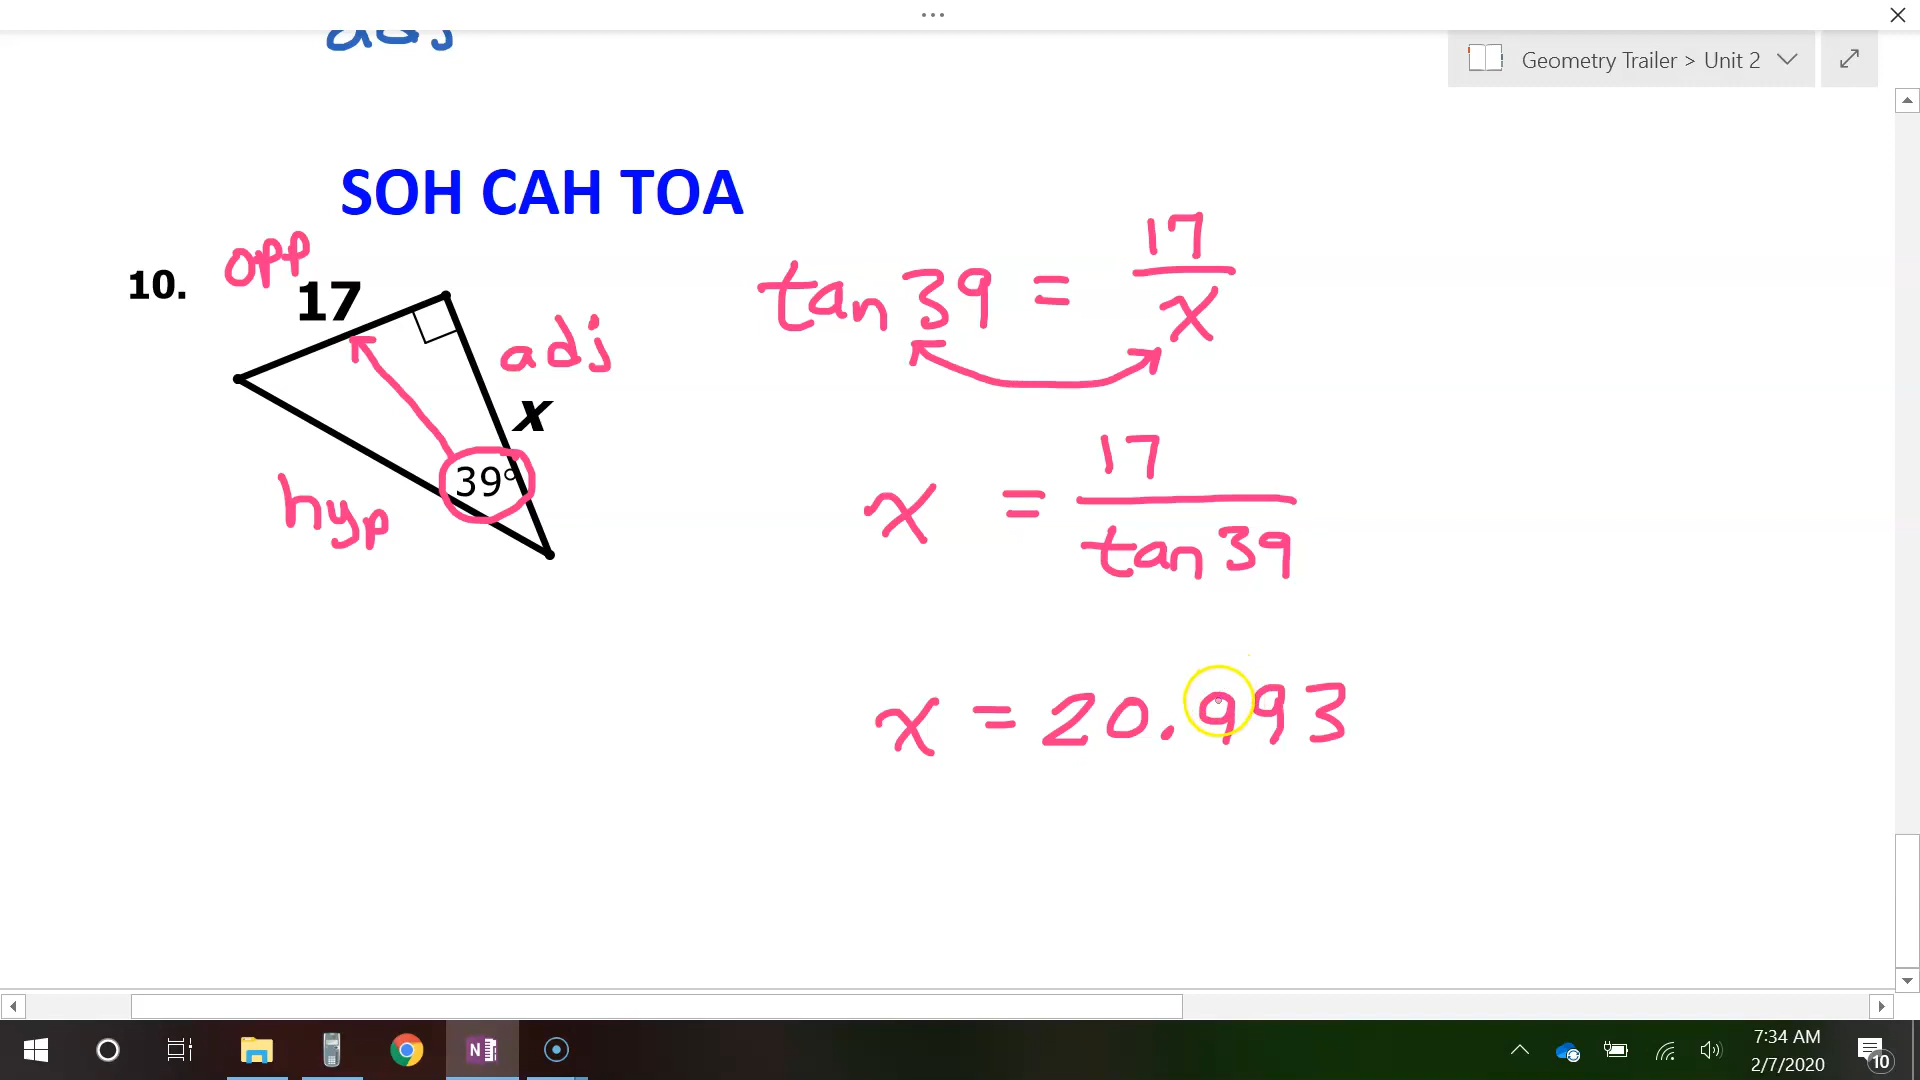 adj
Geometry Trailer > Unit 2
SOH CAH TOA
10.
opp
17
adj
x
39°
hyp
tan 39 = 17/x
x = 17/tan 39
x = 20.993
N
7:34 AM
2/7/2020
10